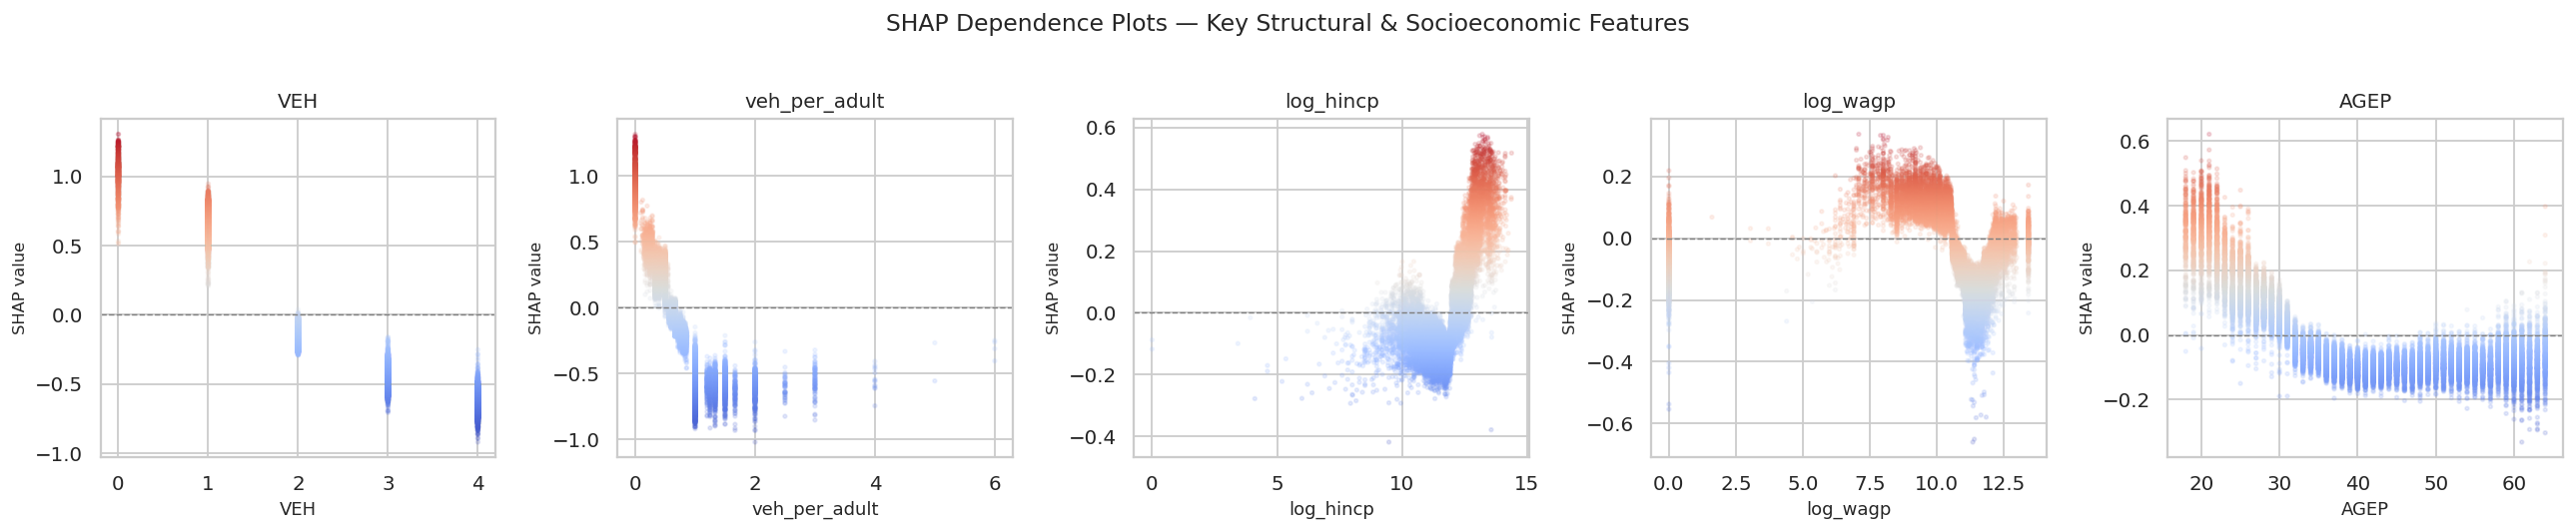 SHAP Dependence Plots — Key Structural & Socioeconomic Features
VEH
SHAP value
1.0
0.5
0.0
−0.5
−1.0
0 1 2 3 4
VEH
veh_per_adult
SHAP value
1.0
0.5
0.0
−0.5
−1.0
0 2 4 6
veh_per_adult
log_hincp
SHAP value
0.6
0.4
0.2
0.0
−0.2
−0.4
0 5 10 15
log_hincp
log_wagp
SHAP value
0.2
0.0
−0.2
−0.4
−0.6
0.0 2.5 5.0 7.5 10.0 12.5
log_wagp
AGEP
SHAP value
0.6
0.4
0.2
0.0
−0.2
20 30 40 50 60
AGEP